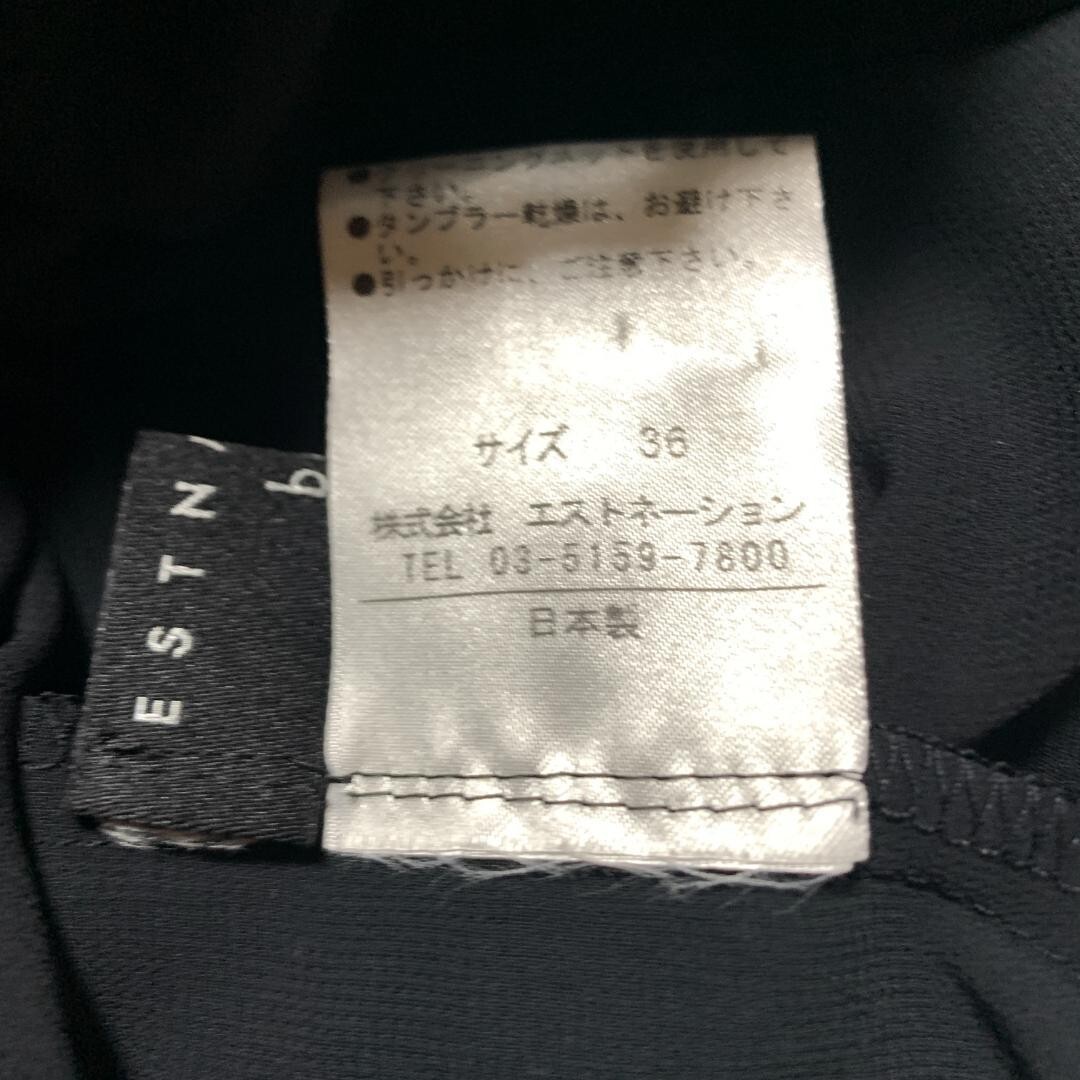 下さい。
●タンブラー乾燥は、お避け下さ
い。
●引っかけに、ご注意下さい。
サイズ 36
株式会社 エストネーション
TEL 03-5159-7800
日本製
ESTN
b